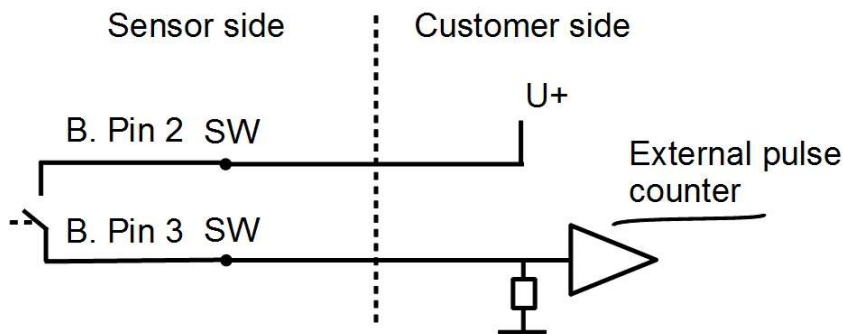 Sensor side
Customer side
U+
B. Pin 2 SW
External pulse
counter
B. Pin 3 SW